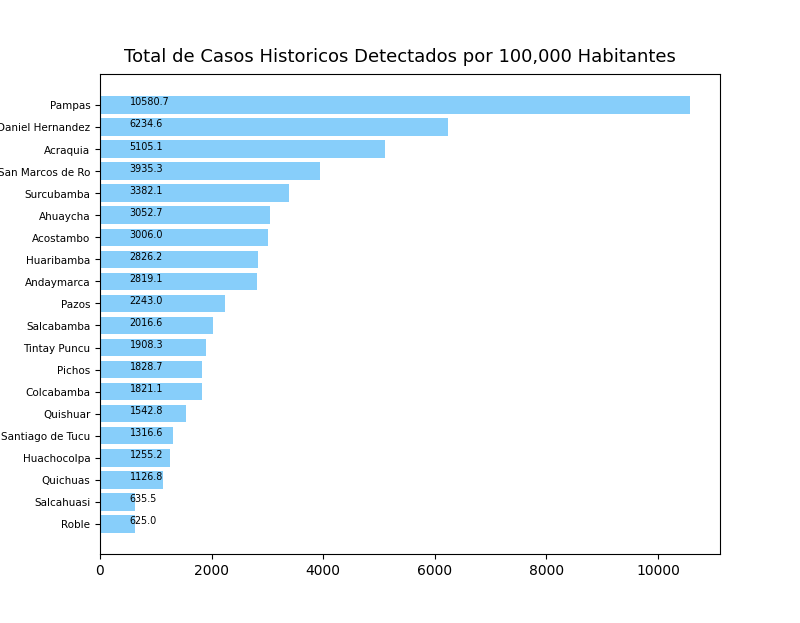 Total de Casos Historicos Detectados por 100,000 Habitantes
Pampas 10580.7
Daniel Hernandez 6234.6
Acraquia 5105.1
San Marcos de Ro 3935.3
Surcubamba 3382.1
Ahuaycha 3052.7
Acostambo 3006.0
Huaribamba 2826.2
Andaymarca 2819.1
Pazos 2243.0
Salcabamba 2016.6
Tintay Puncu 1908.3
Pichos 1828.7
Colcabamba 1821.1
Quishuar 1542.8
Santiago de Tucu 1316.6
Huachocolpa 1255.2
Quichuas 1126.8
Salcahuasi 635.5
Roble 625.0
0 2000 4000 6000 8000 10000